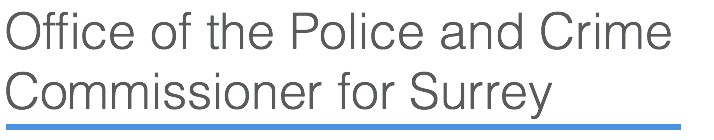 Office of the Police and Crime
Commissioner for Surrey